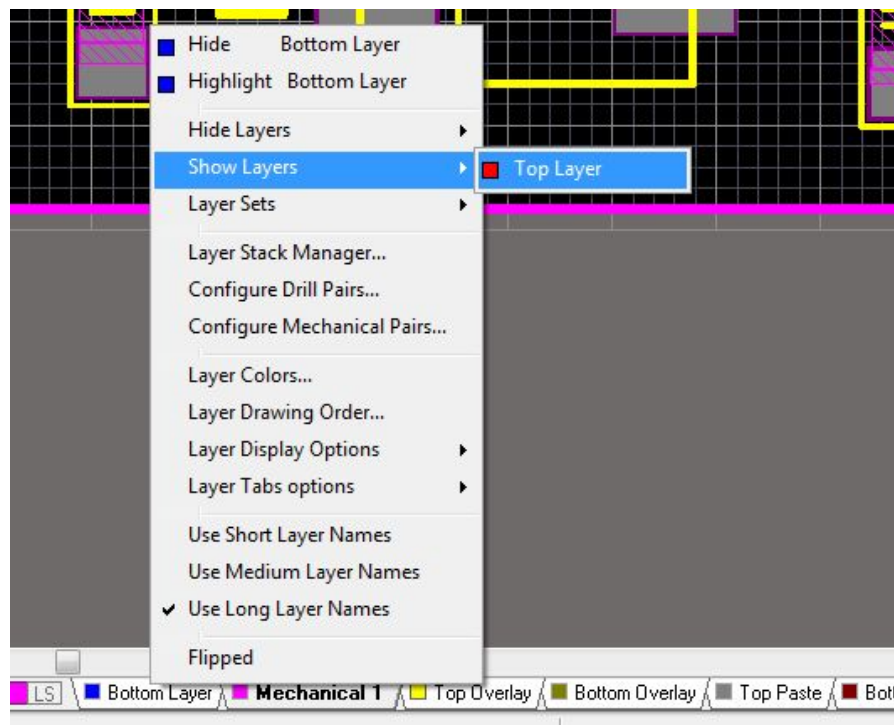 Hide Bottom Layer
Highlight Bottom Layer
Hide Layers
Show Layers
Top Layer
Layer Sets
Layer Stack Manager...
Configure Drill Pairs...
Configure Mechanical Pairs...
Layer Colors...
Layer Drawing Order...
Layer Display Options
Layer Tabs options
Use Short Layer Names
Use Medium Layer Names
Use Long Layer Names
Flipped
LS Bottom Layer Mechanical 1 Top Overlay Bottom Overlay Top Paste Bot